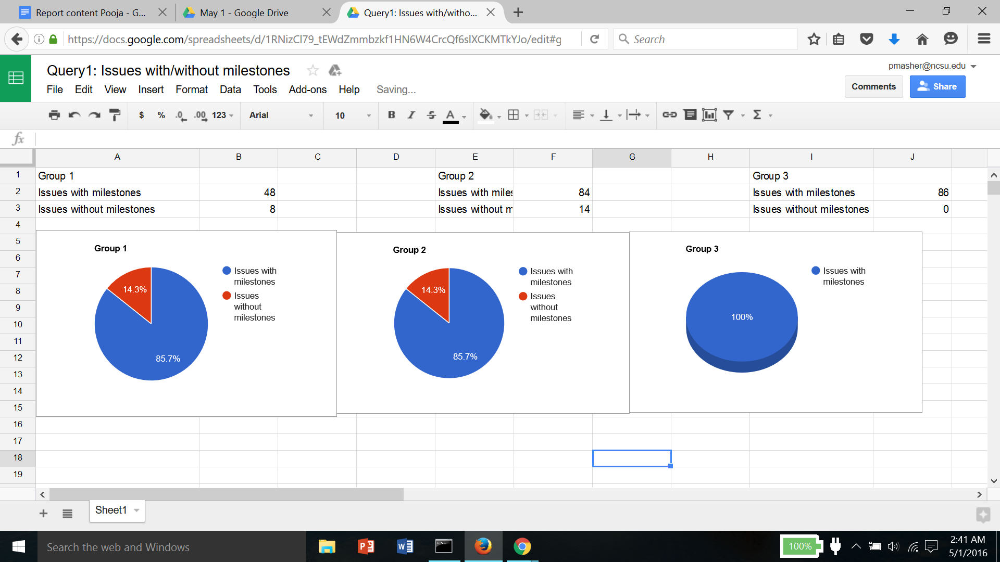 Report content Pooja - G...
May 1 - Google Drive
Query1: Issues with/witho...
https://docs.google.com/spreadsheets/d/1RNizCl79_tEWdZmmbzkf1HN6W4CrcQf6slXCKMTkYJo/edit#g
Search
Query1: Issues with/without milestones
pmasher@ncsu.edu
File Edit View Insert Format Data Tools Add-ons Help Saving...
Comments
Share
$ % .0 .00 123 Arial 10 B I S A Σ
fx
A B C D E F G H I J
1 Group 1 Group 2 Group 3
2 Issues with milestones 48 Issues with miles 84 Issues with milestones 86
3 Issues without milestones 8 Issues without m 14 Issues without milestones 0
4
5
6
7
8
9
10
11
12
13
14
15
16
17
18
19
Group 1
Issues with
milestones
Issues
without
milestones
14.3%
85.7%
Group 2
Issues with
milestones
Issues
without
milestones
14.3%
85.7%
Group 3
Issues with
milestones
100%
Sheet1
Search the web and Windows
100%
2:41 AM
5/1/2016